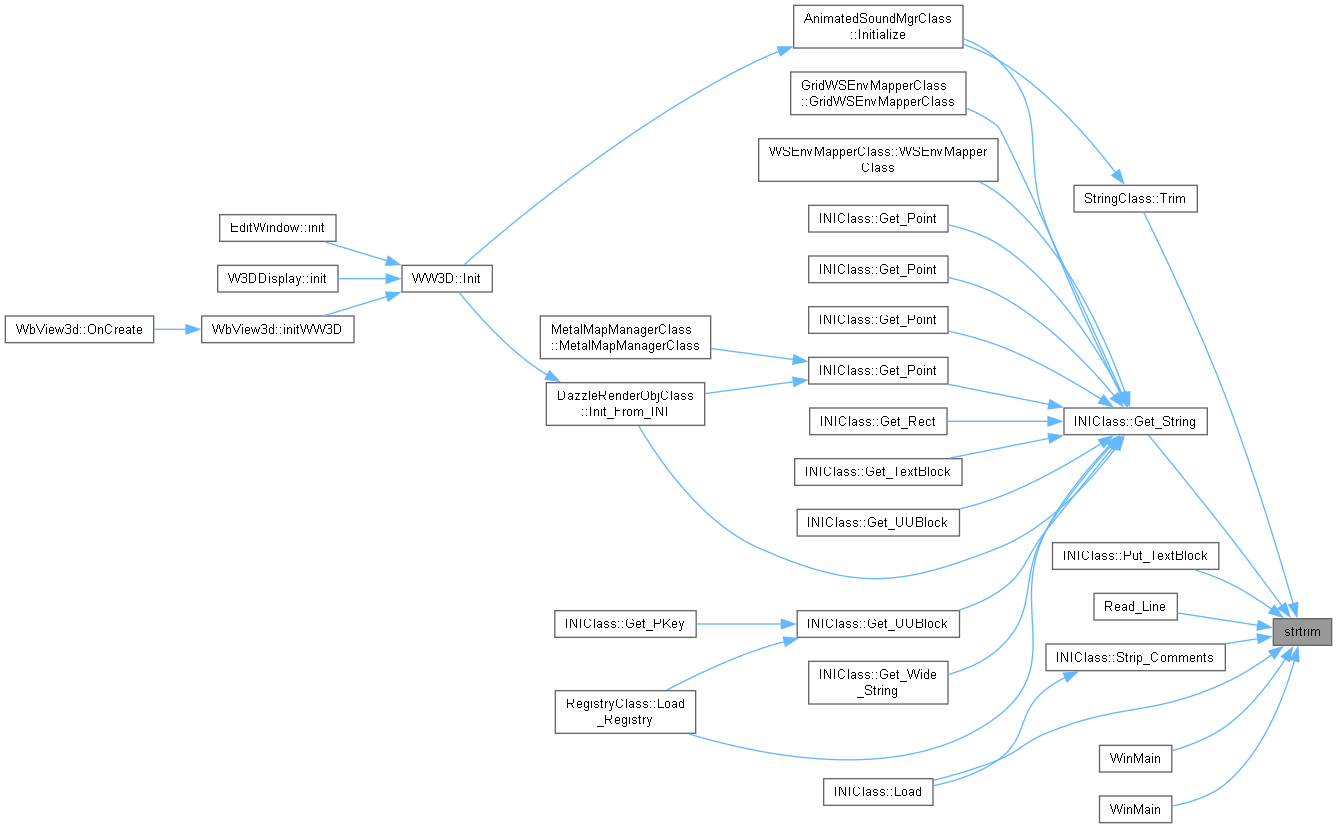 AnimatedSoundMgrClass
::Initialize
GridWSEnvMapperClass
::GridWSEnvMapperClass
WSEnvMapperClass::WSEnvMapper
Class
StringClass::Trim
INIClass::Get_Point
EditWindow::init
INIClass::Get_Point
W3DDisplay::init
WW3D::Init
INIClass::Get_Point
WbView3d::OnCreate
WbView3d::initWW3D
MetalMapManagerClass
::MetalMapManagerClass
INIClass::Get_Point
DazzleRenderObjClass
::Init_From_INI
INIClass::Get_Rect
INIClass::Get_String
INIClass::Get_TextBlock
INIClass::Get_UUBlock
INIClass::Put_TextBlock
Read_Line
INIClass::Get_PKey
INIClass::Get_UUBlock
strtrim
INIClass::Strip_Comments
INIClass::Get_Wide
_String
RegistryClass::Load
_Registry
WinMain
INIClass::Load
WinMain